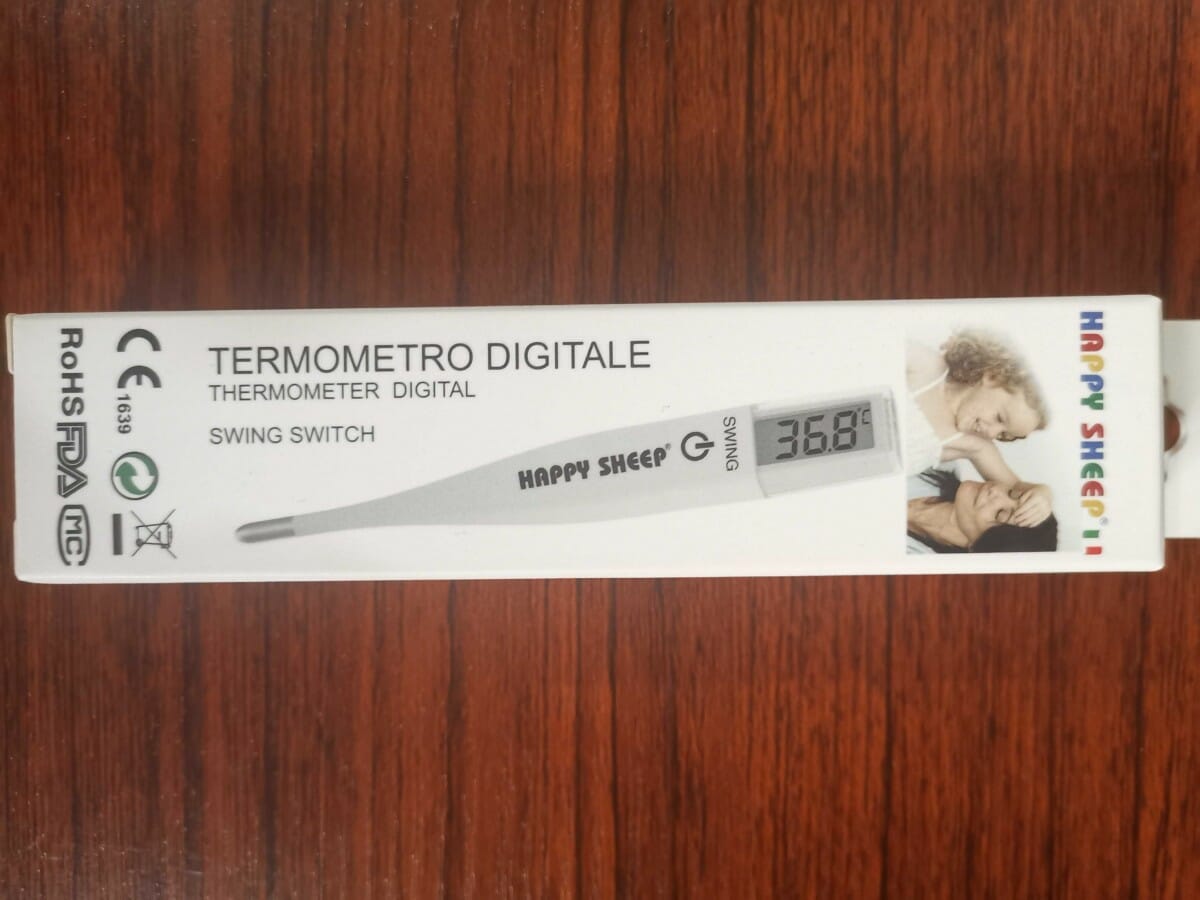 TERMOMETRO DIGITALE
THERMOMETER DIGITAL
SWING SWITCH
HAPPY SHEEP®
SWING
36.8°C
HAPPY SHEEP®
CE 1639
RoHS FDA MC